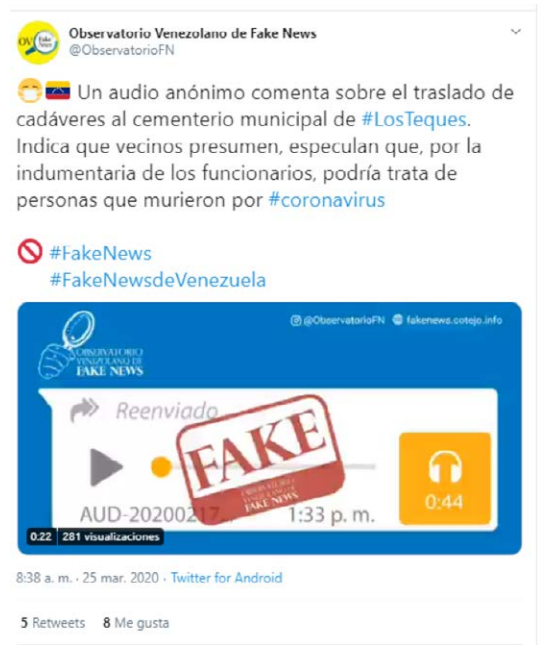 Observatorio Venezolano de Fake News
@ObservatorioFN
Un audio anónimo comenta sobre el traslado de
cadáveres al cementerio municipal de #LosTeques.
Indica que vecinos presumen, especulan que, por la
indumentaria de los funcionarios, podría trata de
personas que murieron por #coronavirus
#FakeNews
#FakeNewsdeVenezuela
@ObservatorioFN fakenews.cotejo.info
OBSERVATORIO
VENEZOLANO DE
FAKE NEWS
Reenviado
FAKE
OBSERVATORIO
VENEZOLANO DE
FAKE NEWS
AUD-20200217... 1:33 p. m.
0:44
0:22 281 visualizaciones
8:38 a. m. · 25 mar. 2020 · Twitter for Android
5 Retweets 8 Me gusta